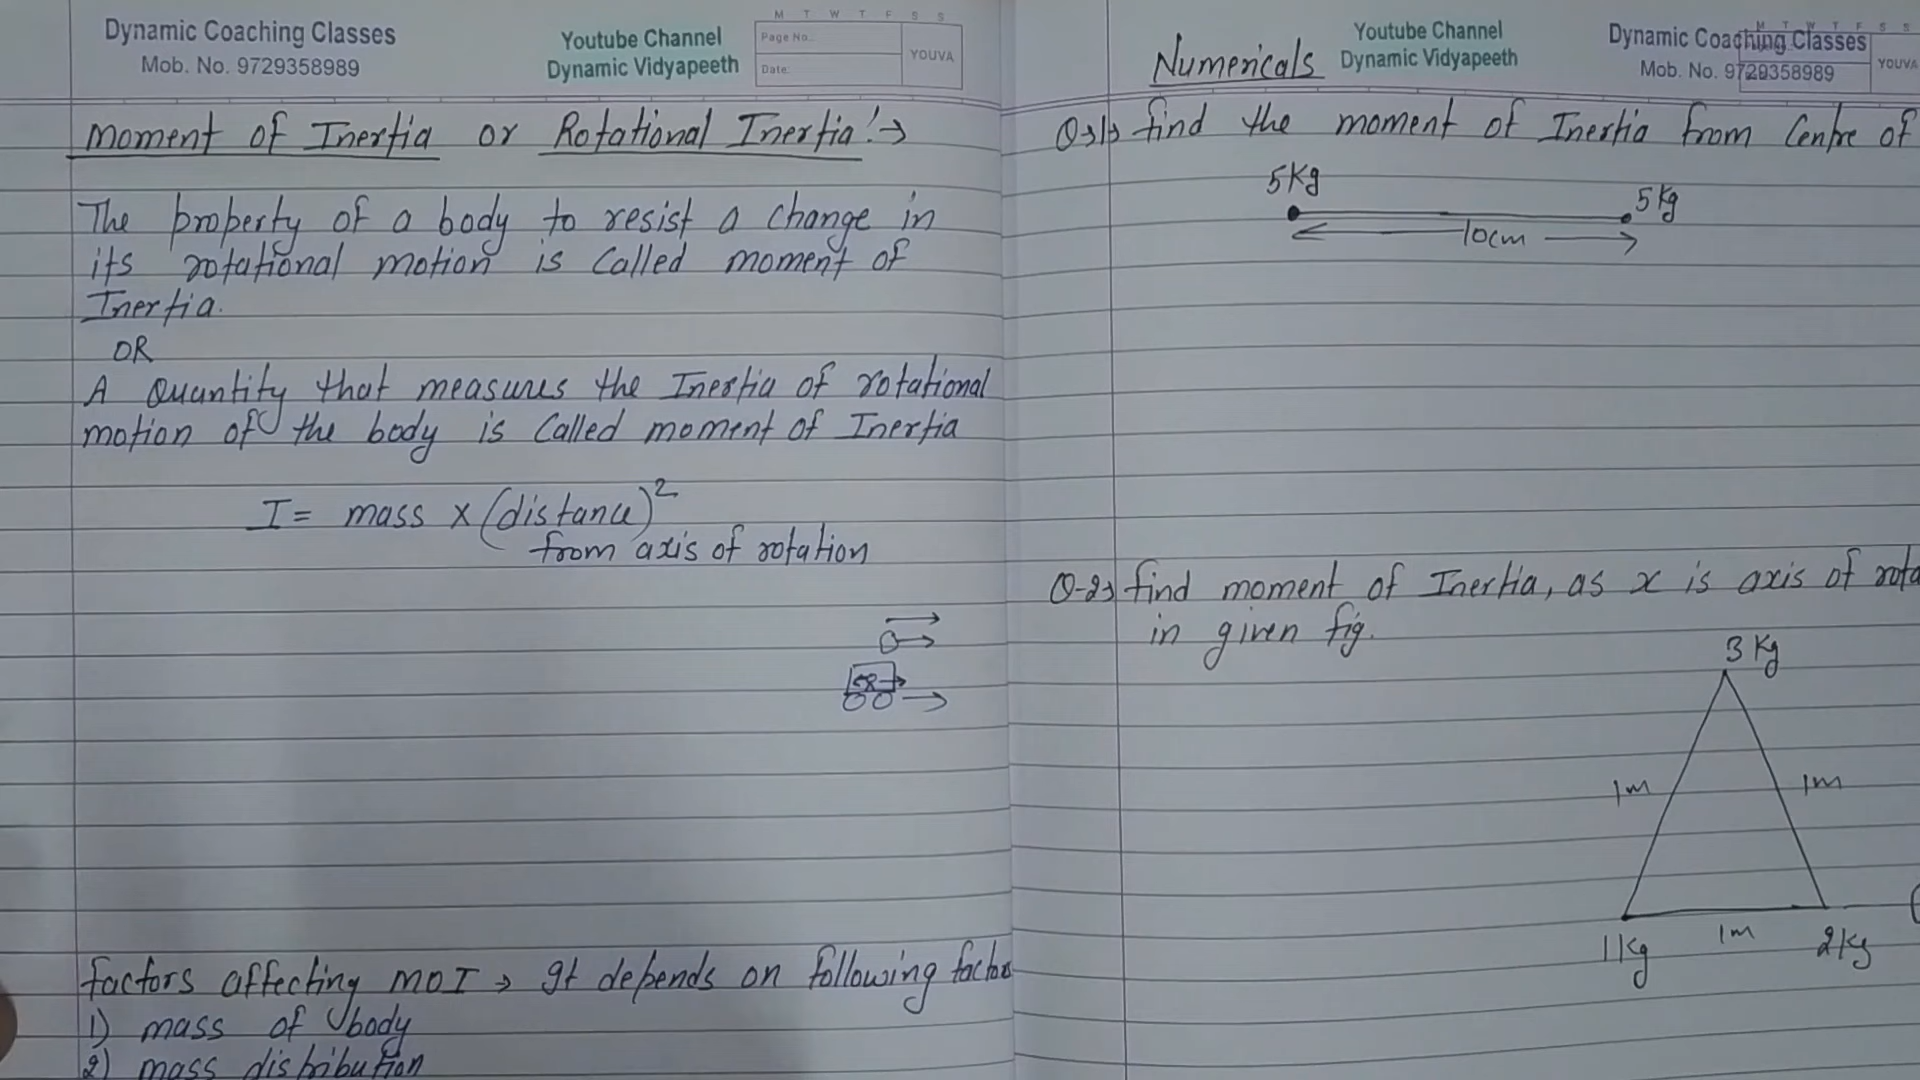 Dynamic Coaching Classes
Mob. No. 9729358989
Youtube Channel
Dynamic Vidyapeeth
M T W T F S S
Page No.
Date:
YOUVA
Moment of Inertia or Rotational Inertia:→
The property of a body to resist a change in
its rotational motion is Called moment of
Inertia.
OR
A Quantity that measures the Inertia of rotational
motion of the body is Called moment of Inertia
I = mass x (distance)²
from axis of rotation
factors affecting MOI → It depends on following factor
1) mass of body
2) mass distribution
Numericals
Youtube Channel
Dynamic Vidyapeeth
Dynamic Coaching Classes
Mob. No. 9729358989
M T W T F S S
YOUVA
Q→1) find the moment of Inertia from Centre of
5Kg
5Kg
10cm
Q-2) find moment of Inertia, as x is axis of rota
in given fig.
3 Kg
1m
1m
1Kg
1m
2Kg